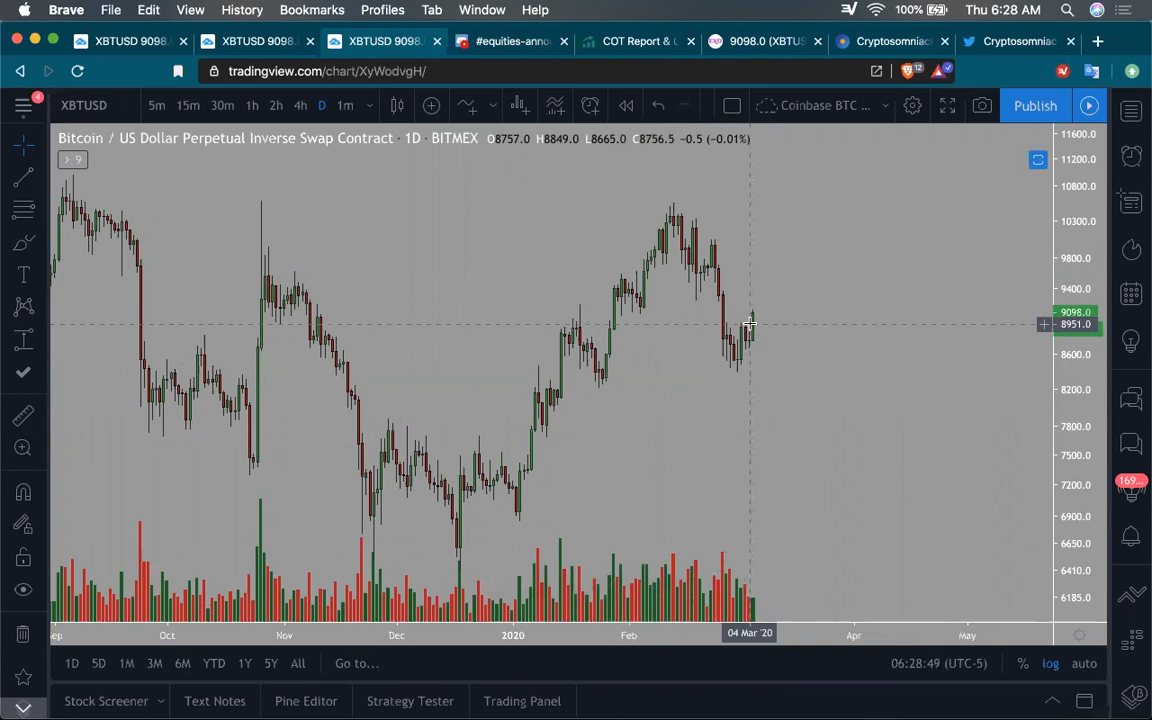 Brave File Edit View History Bookmarks Profiles Tab Window Help 100% Thu 6:28 AM
XBTUSD 9098. XBTUSD 9098. XBTUSD 9098. #equities-anno COT Report & C 9098.0 (XBTUS Cryptosomniac Cryptosomniac
tradingview.com/chart/XyWodvgH/ 12
4 XBTUSD 5m 15m 30m 1h 2h 4h D 1m Coinbase BTC ... Publish
Bitcoin / US Dollar Perpetual Inverse Swap Contract · 1D · BITMEX O8757.0 H8849.0 L8665.0 C8756.5 −0.5 (−0.01%)
> 9
11600.0
11200.0
10800.0
10300.0
9800.0
9400.0
9098.0
8951.0
8600.0
8200.0
7800.0
7500.0
7200.0
6900.0
6650.0
6410.0
6185.0
169...
Sep Oct Nov Dec 2020 Feb 04 Mar '20 Apr May
1D 5D 1M 3M 6M YTD 1Y 5Y All Go to... 06:28:49 (UTC-5) % log auto
Stock Screener Text Notes Pine Editor Strategy Tester Trading Panel